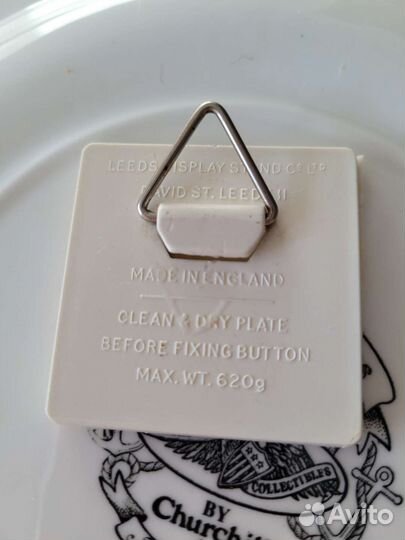 LEEDS DISPLAY STAND CO LTD
DAVID ST. LEEDS 11
MADE IN ENGLAND
CLEAN & DRY PLATE
BEFORE FIXING BUTTON
MAX. WT. 620g
COLLECTIBLES
BY
Avito